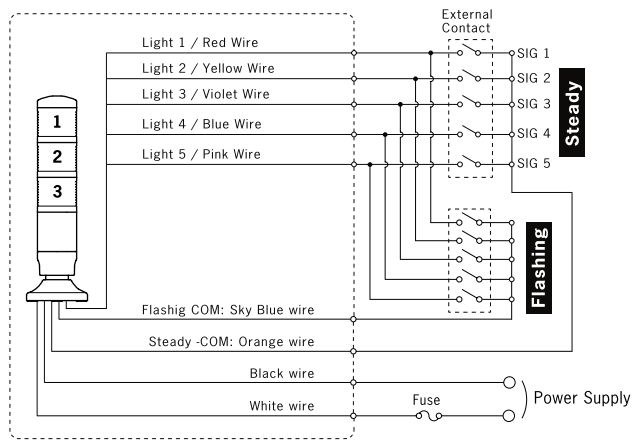 External
Contact
Light 1 / Red Wire
SIG 1
Light 2 / Yellow Wire
SIG 2
Light 3 / Violet Wire
SIG 3
Light 4 / Blue Wire
SIG 4
Light 5 / Pink Wire
SIG 5
Steady
1
2
3
Flashing
Flashig COM: Sky Blue wire
Steady -COM: Orange wire
Black wire
White wire
Fuse
Power Supply